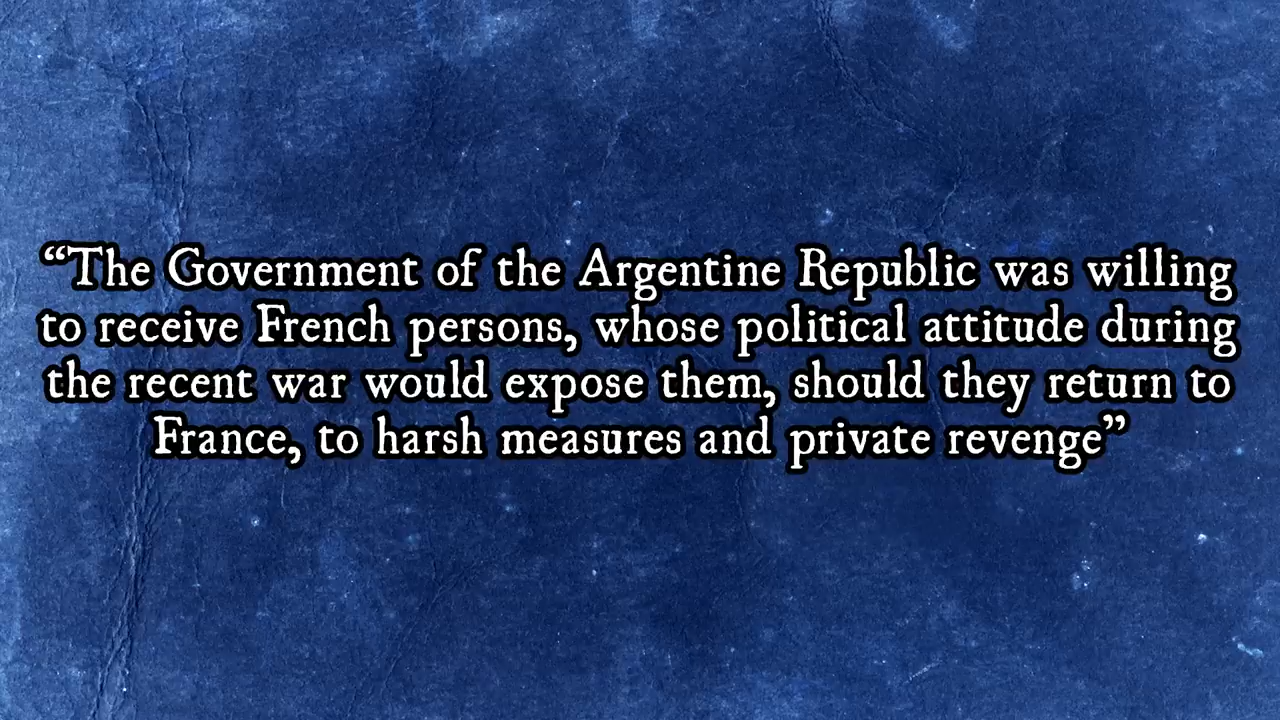 “The Government of the Argentine Republic was willing
to receive French persons, whose political attitude during
the recent war would expose them, should they return to
France, to harsh measures and private revenge”